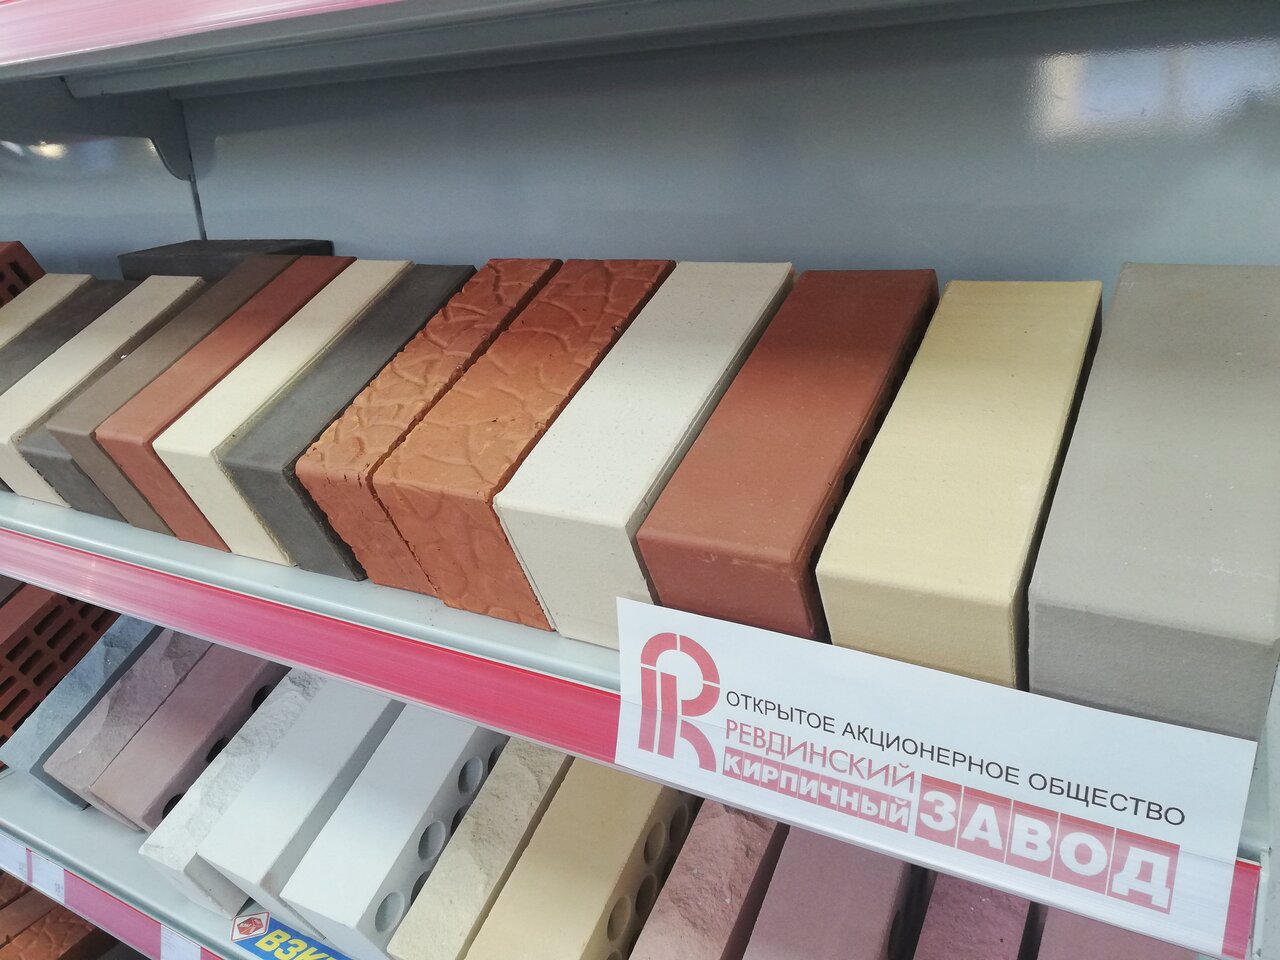 ОТКРЫТОЕ АКЦИОНЕРНОЕ ОБЩЕСТВО
РЕВДИНСКИЙ
КИРПИЧНЫЙ
ЗАВОД